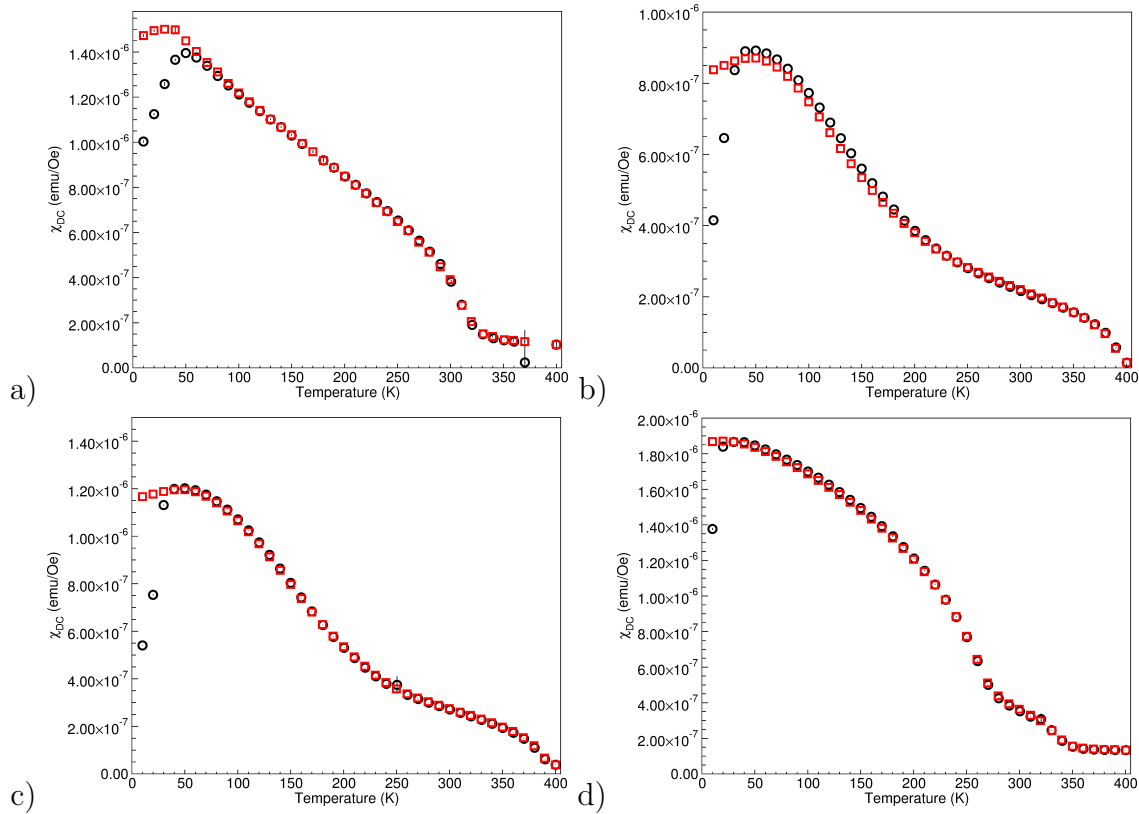 1.40×10⁻⁶
1.20×10⁻⁶
1.00×10⁻⁶
8.00×10⁻⁷
6.00×10⁻⁷
4.00×10⁻⁷
2.00×10⁻⁷
0.00
χDC (emu/Oe)
0 50 100 150 200 250 300 350 400
Temperature (K)
a)
1.00×10⁻⁶
8.00×10⁻⁷
6.00×10⁻⁷
4.00×10⁻⁷
2.00×10⁻⁷
0.00
χDC (emu/Oe)
0 50 100 150 200 250 300 350 400
Temperature (K)
b)
1.40×10⁻⁶
1.20×10⁻⁶
1.00×10⁻⁶
8.00×10⁻⁷
6.00×10⁻⁷
4.00×10⁻⁷
2.00×10⁻⁷
0.00
χDC (emu/Oe)
0 50 100 150 200 250 300 350 400
Temperature (K)
c)
2.00×10⁻⁶
1.80×10⁻⁶
1.60×10⁻⁶
1.40×10⁻⁶
1.20×10⁻⁶
1.00×10⁻⁶
8.00×10⁻⁷
6.00×10⁻⁷
4.00×10⁻⁷
2.00×10⁻⁷
0.00
χDC (emu/Oe)
0 50 100 150 200 250 300 350 400
Temperature (K)
d)